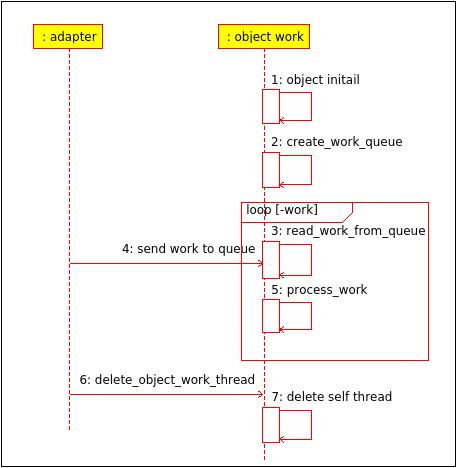 : adapter
: object work
1: object initail
2: create_work_queue
loop [-work]
3: read_work_from_queue
4: send work to queue
5: process_work
6: delete_object_work_thread
7: delete self thread